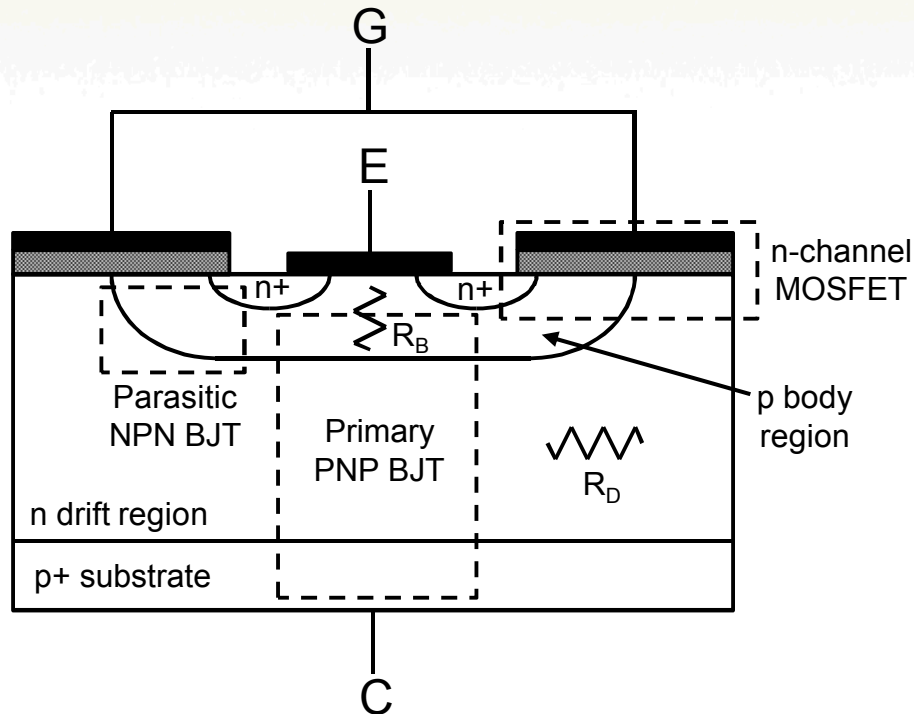 G
E
n-channel
MOSFET
n+
n+
R_B
Parasitic
NPN BJT
Primary
PNP BJT
p body
region
R_D
n drift region
p+ substrate
C